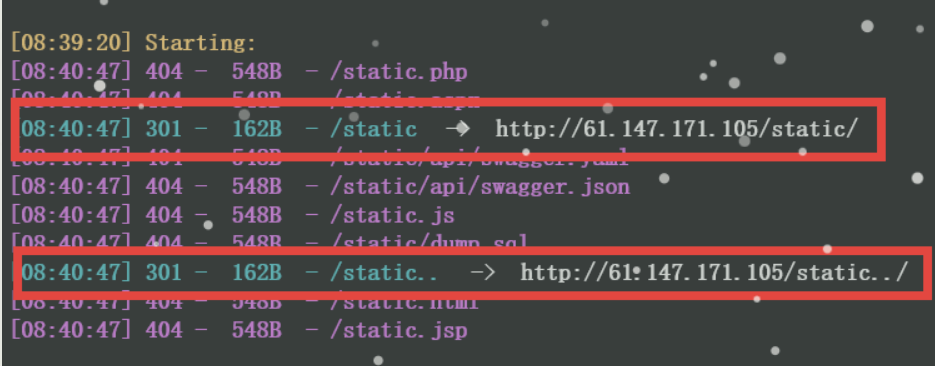 [08:39:20] Starting:
[08:40:47] 404 - 548B - /static.php
[08:40:47] 404 - 548B - /static.aspx
[08:40:47] 301 - 162B - /static -> http://61.147.171.105/static/
[08:40:47] 404 - 548B - /static/api/swagger.yaml
[08:40:47] 404 - 548B - /static/api/swagger.json
[08:40:47] 404 - 548B - /static.js
[08:40:47] 404 - 548B - /static/dump.sql
[08:40:47] 301 - 162B - /static.. -> http://61.147.171.105/static../
[08:40:47] 404 - 548B - /static.html
[08:40:47] 404 - 548B - /static.jsp